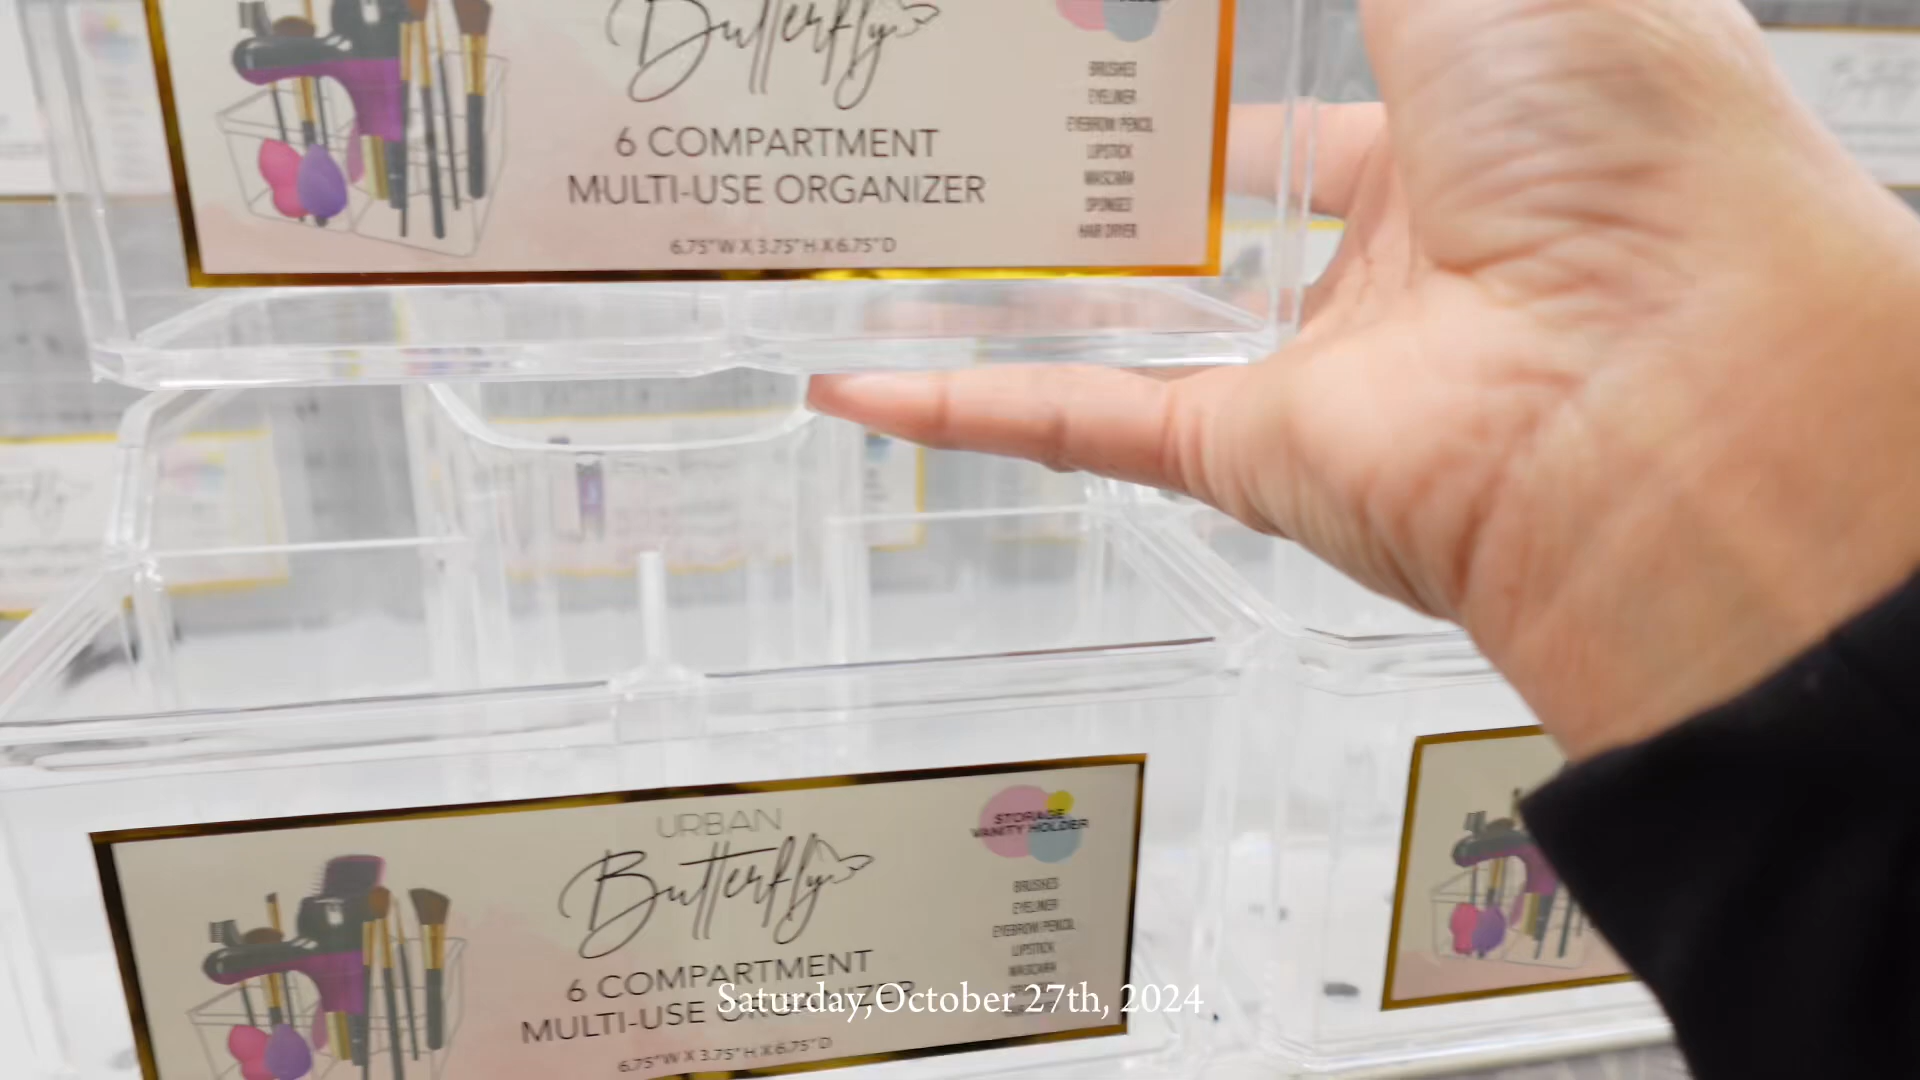 Butterfly
6 COMPARTMENT
MULTI-USE ORGANIZER
6.75"W X 3.75"H X 6.75"D
BRUSHES
EYELINER
EYEBROW PENCIL
LIPSTICK
MASCARA
SPONGES
HAIR DRYER
URBAN
Butterfly
6 COMPARTMENT
MULTI-USE ORGANIZER
6.75"W X 3.75"H X 6.75"D
STORAGE
VANITY HOLDER
BRUSHES
EYELINER
EYEBROW PENCIL
LIPSTICK
MASCARA
Saturday,October 27th, 2024